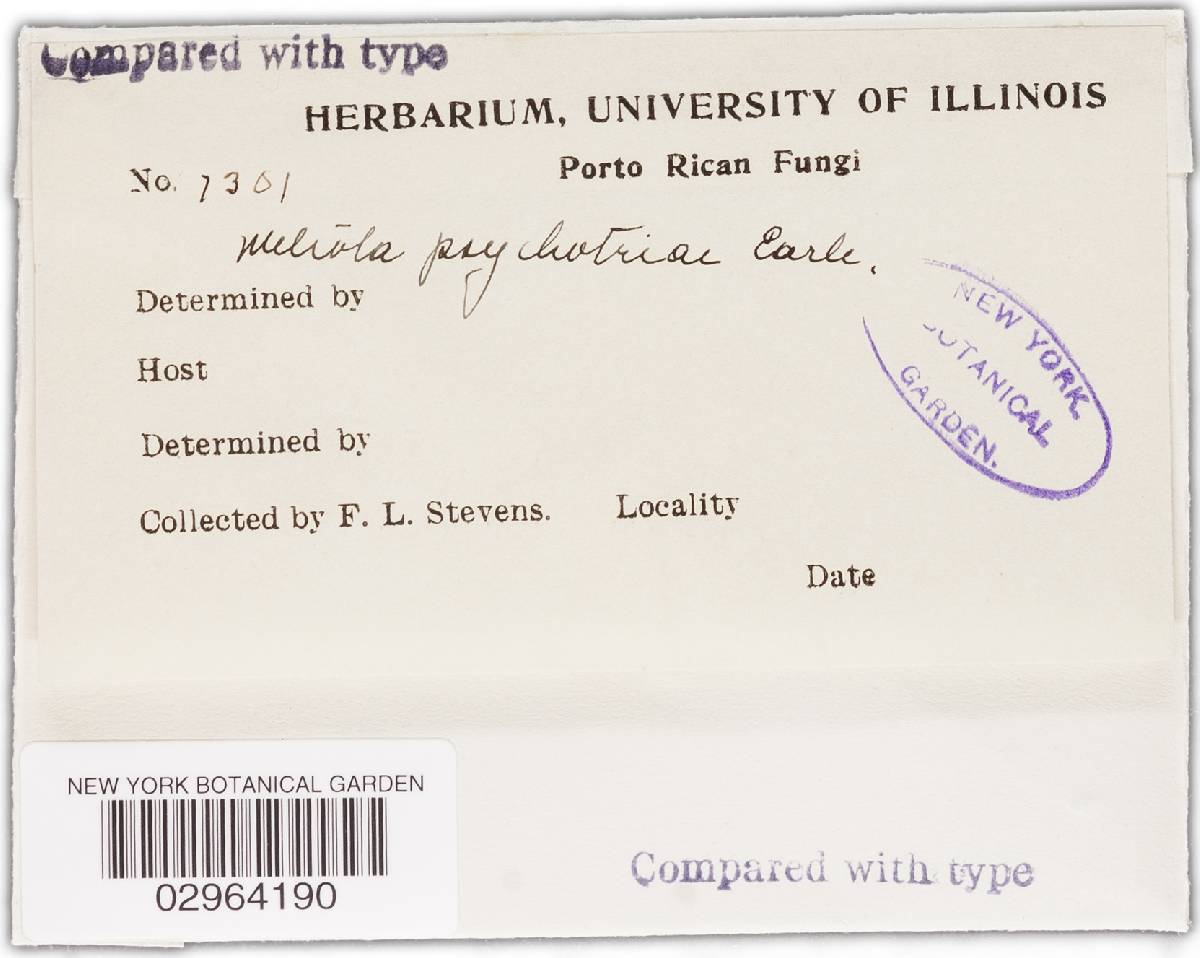 Compared with type
HERBARIUM, UNIVERSITY OF ILLINOIS
Porto Rican Fungi
No. 7301
Meliola psychotriae Earle.
Determined by
Host
Determined by
Collected by F. L. Stevens. Locality
Date
NEW YORK
BOTANICAL
GARDEN.
NEW YORK BOTANICAL GARDEN
02964190
Compared with type